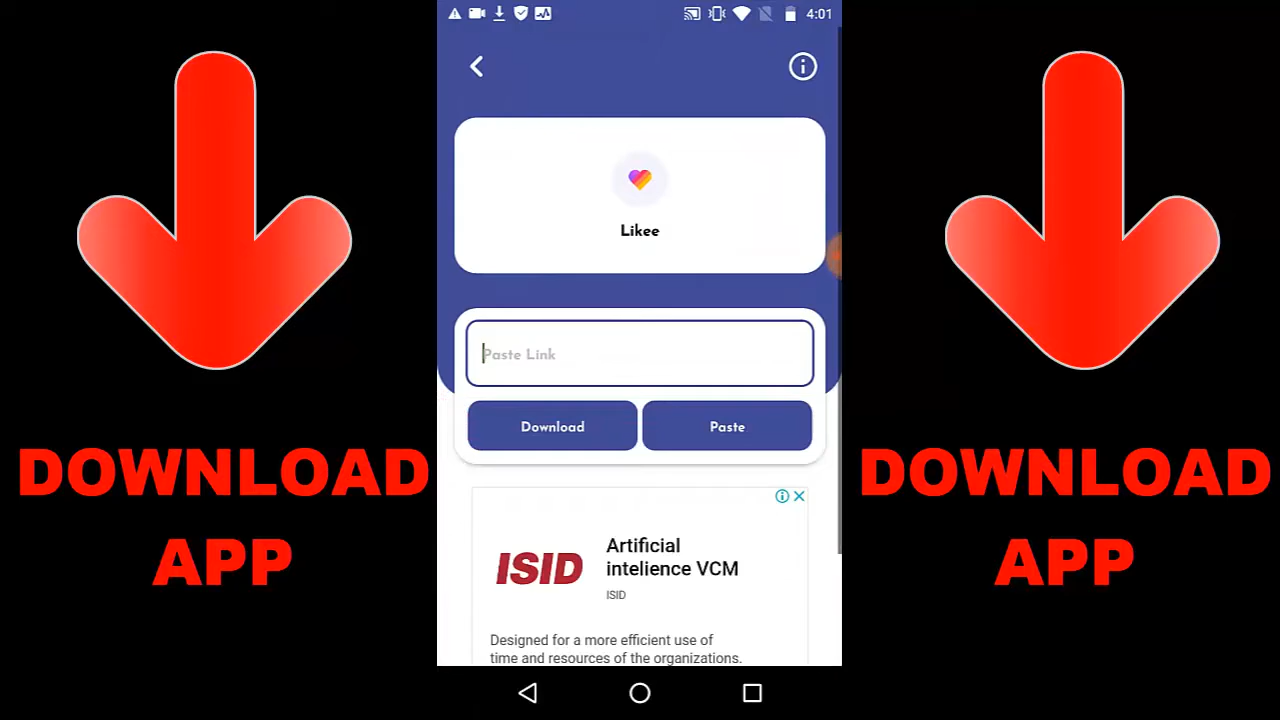 4:01
Likee
Paste Link
Download
Paste
ISID
Artificial
intelience VCM
ISID
Designed for a more efficient use of
time and resources of the organizations.
DOWNLOAD
APP
DOWNLOAD
APP